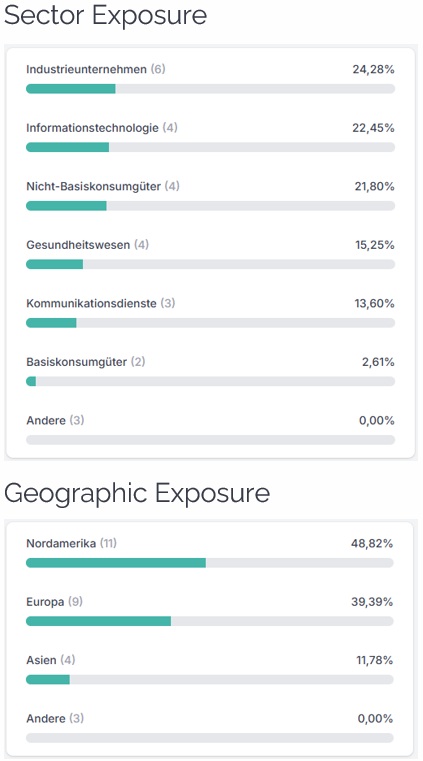 Sector Exposure
Industrieunternehmen (6) 24,28%
Informationstechnologie (4) 22,45%
Nicht-Basiskonsumgüter (4) 21,80%
Gesundheitswesen (4) 15,25%
Kommunikationsdienste (3) 13,60%
Basiskonsumgüter (2) 2,61%
Andere (3) 0,00%
Geographic Exposure
Nordamerika (11) 48,82%
Europa (9) 39,39%
Asien (4) 11,78%
Andere (3) 0,00%